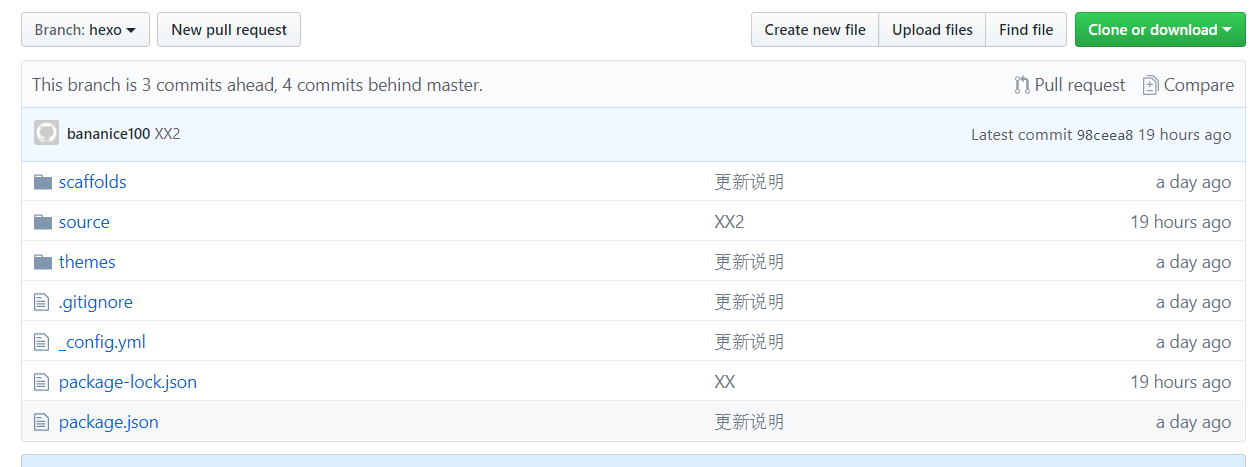 Branch: hexo New pull request Create new file Upload files Find file Clone or download
This branch is 3 commits ahead, 4 commits behind master. Pull request Compare
bananice100 XX2 Latest commit 98ceea8 19 hours ago
scaffolds 更新说明 a day ago
source XX2 19 hours ago
themes 更新说明 a day ago
.gitignore 更新说明 a day ago
_config.yml 更新说明 a day ago
package-lock.json XX 19 hours ago
package.json 更新说明 a day ago